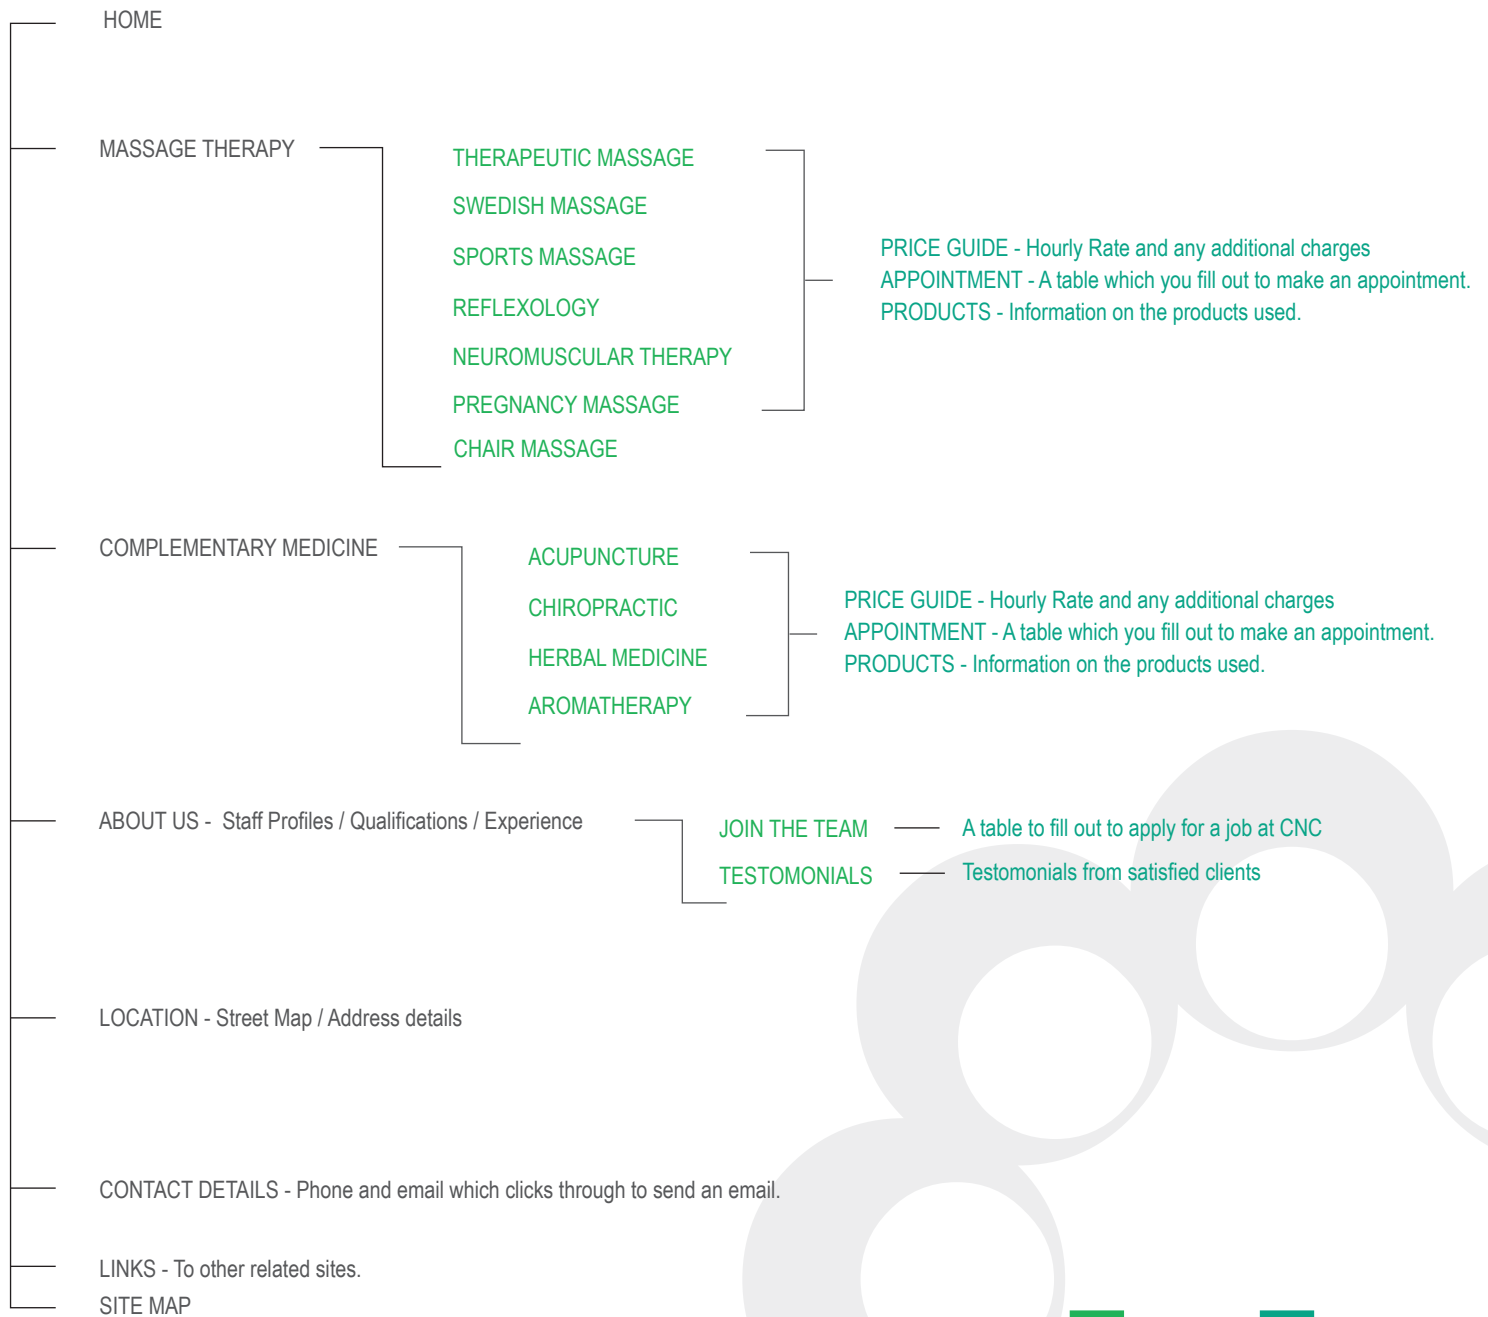 HOME
MASSAGE THERAPY
THERAPEUTIC MASSAGE
SWEDISH MASSAGE
SPORTS MASSAGE
REFLEXOLOGY
NEUROMUSCULAR THERAPY
PREGNANCY MASSAGE
CHAIR MASSAGE
PRICE GUIDE - Hourly Rate and any additional charges
APPOINTMENT - A table which you fill out to make an appointment.
PRODUCTS - Information on the products used.
COMPLEMENTARY MEDICINE
ACUPUNCTURE
CHIROPRACTIC
HERBAL MEDICINE
AROMATHERAPY
PRICE GUIDE - Hourly Rate and any additional charges
APPOINTMENT - A table which you fill out to make an appointment.
PRODUCTS - Information on the products used.
ABOUT US - Staff Profiles / Qualifications / Experience
JOIN THE TEAM
A table to fill out to apply for a job at CNC
TESTOMONIALS
Testomonials from satisfied clients
LOCATION - Street Map / Address details
CONTACT DETAILS - Phone and email which clicks through to send an email.
LINKS - To other related sites.
SITE MAP